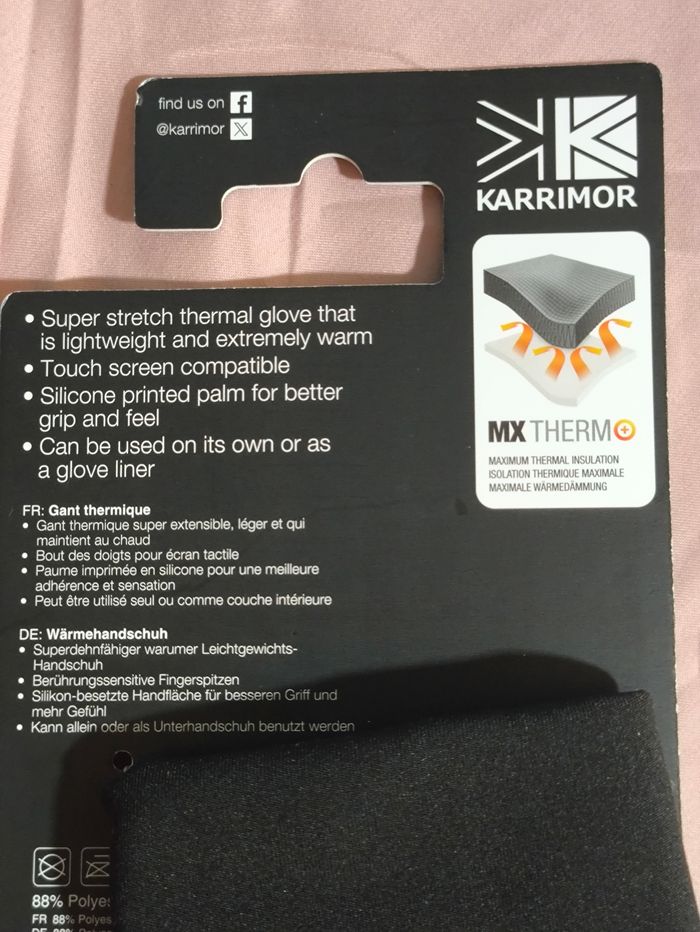 find us on f
@karrimor X
KARRIMOR
• Super stretch thermal glove that
is lightweight and extremely warm
• Touch screen compatible
• Silicone printed palm for better
grip and feel
• Can be used on its own or as
a glove liner
MX THERM+
MAXIMUM THERMAL INSULATION
ISOLATION THERMIQUE MAXIMALE
MAXIMALE WÄRMEDÄMMUNG
FR: Gant thermique
• Gant thermique super extensible, léger et qui
maintient au chaud
• Bout des doigts pour écran tactile
• Paume imprimée en silicone pour une meilleure
adhérence et sensation
• Peut être utilisé seul ou comme couche intérieure
DE: Wärmehandschuh
• Superdehnfähiger warumer Leichtgewichts-
Handschuh
• Berührungssensitive Fingerspitzen
• Silikon-besetzte Handfläche für besseren Griff und
mehr Gefühl
• Kann allein oder als Unterhandschuh benutzt werden
88%
FR 88%